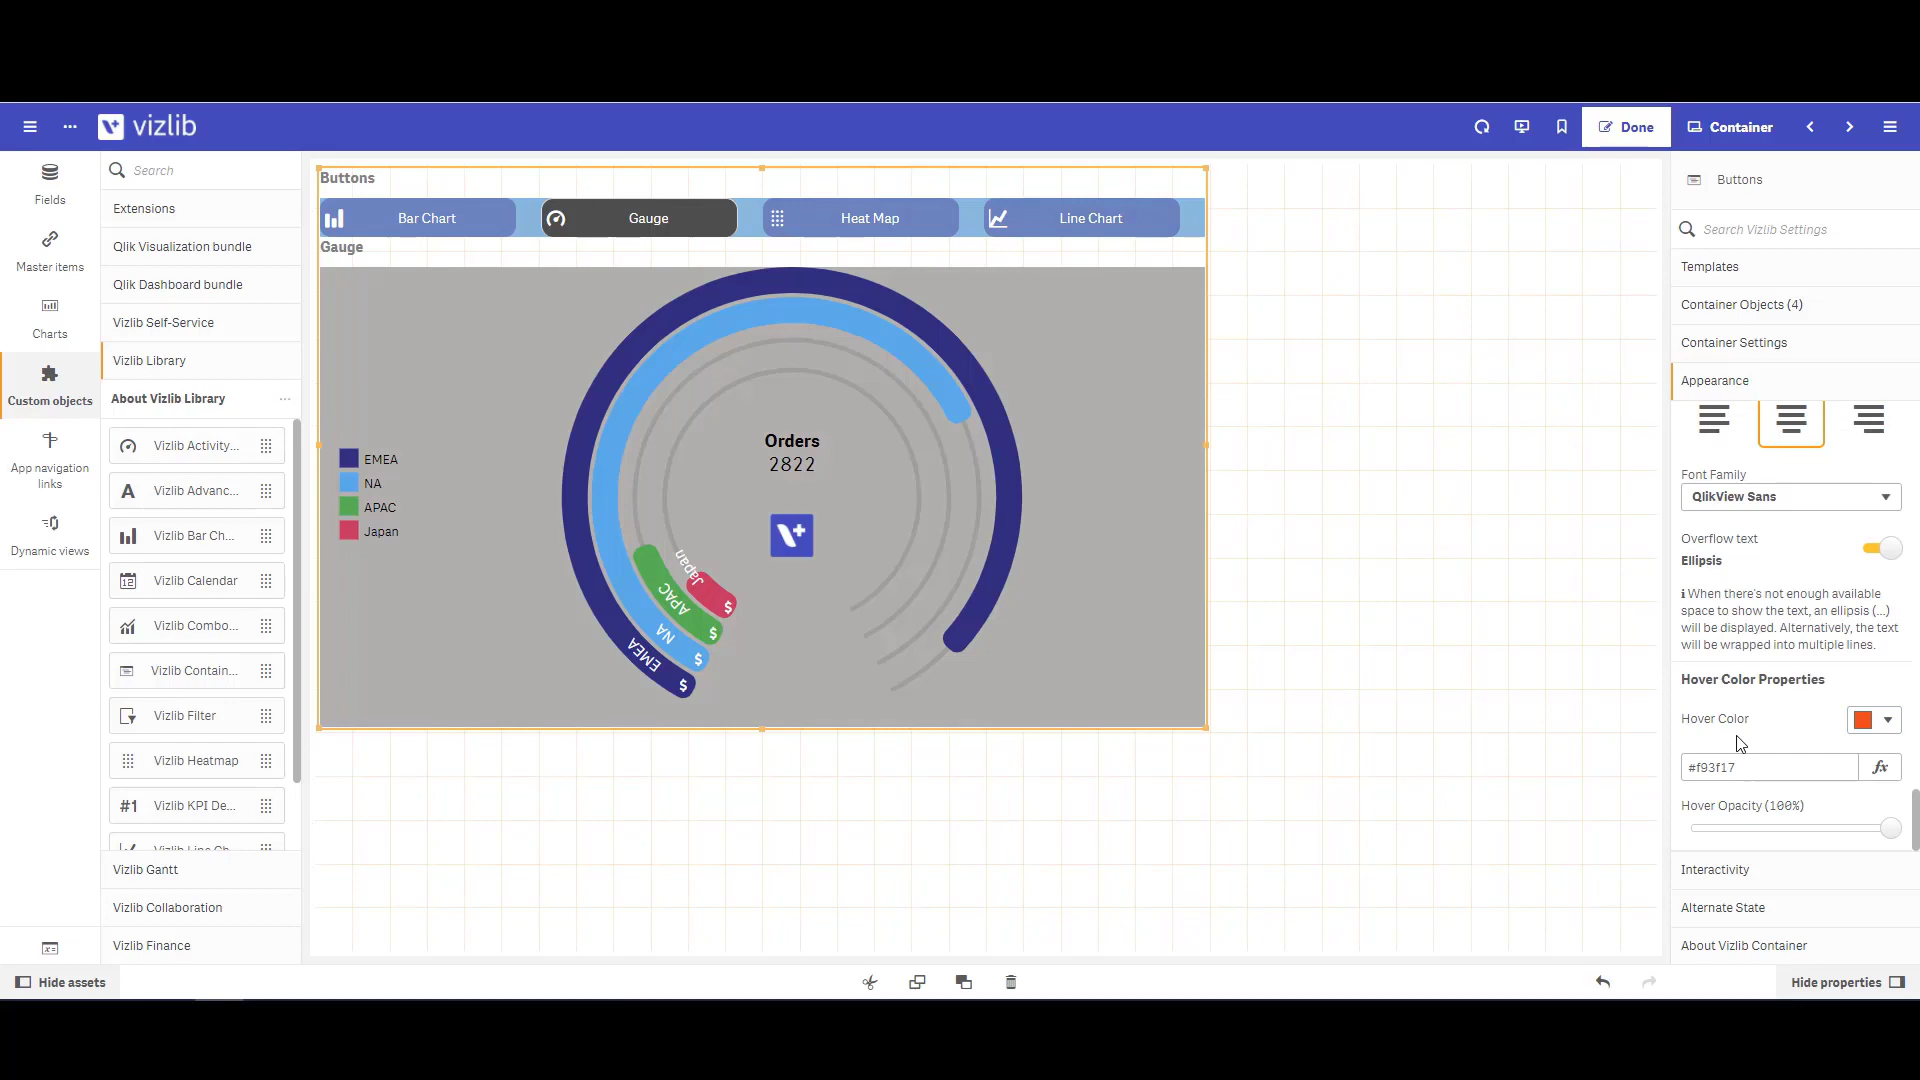 vizlib
Done
Container
Fields
Master items
Charts
Custom objects
App navigation
links
Dynamic views
Search
Extensions
Qlik Visualization bundle
Qlik Dashboard bundle
Vizlib Self-Service
Vizlib Library
About Vizlib Library
Vizlib Activity...
Vizlib Advanc...
Vizlib Bar Ch...
Vizlib Calendar
Vizlib Combo...
Vizlib Contain...
Vizlib Filter
Vizlib Heatmap
#1 Vizlib KPI De...
Vizlib Line Ch...
Vizlib Gantt
Vizlib Collaboration
Vizlib Finance
Hide assets
Buttons
Bar Chart
Gauge
Heat Map
Line Chart
Gauge
EMEA
NA
APAC
Japan
Orders
2822
Japan
$
APAC
$
NA
$
EMEA
$
Buttons
Search Vizlib Settings
Templates
Container Objects (4)
Container Settings
Appearance
Font Family
QlikView Sans
Overflow text
Ellipsis
i When there's not enough available
space to show the text, an ellipsis (...)
will be displayed. Alternatively, the text
will be wrapped into multiple lines.
Hover Color Properties
Hover Color
#f93f17
fx
Hover Opacity (100%)
Interactivity
Alternate State
About Vizlib Container
Hide properties